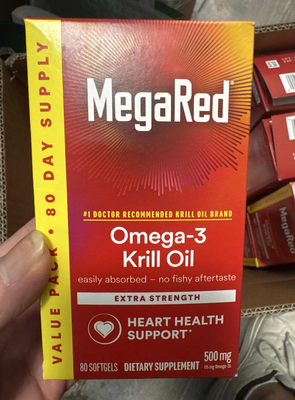 VALUE PACK • 80 DAY SUPPLY
MegaRed®
#1 DOCTOR RECOMMENDED KRILL OIL BRAND
Omega-3
Krill Oil
easily absorbed – no fishy aftertaste
EXTRA STRENGTH
HEART HEALTH
SUPPORT*
80 SOFTGELS DIETARY SUPPLEMENT 500 mg
MegaRed